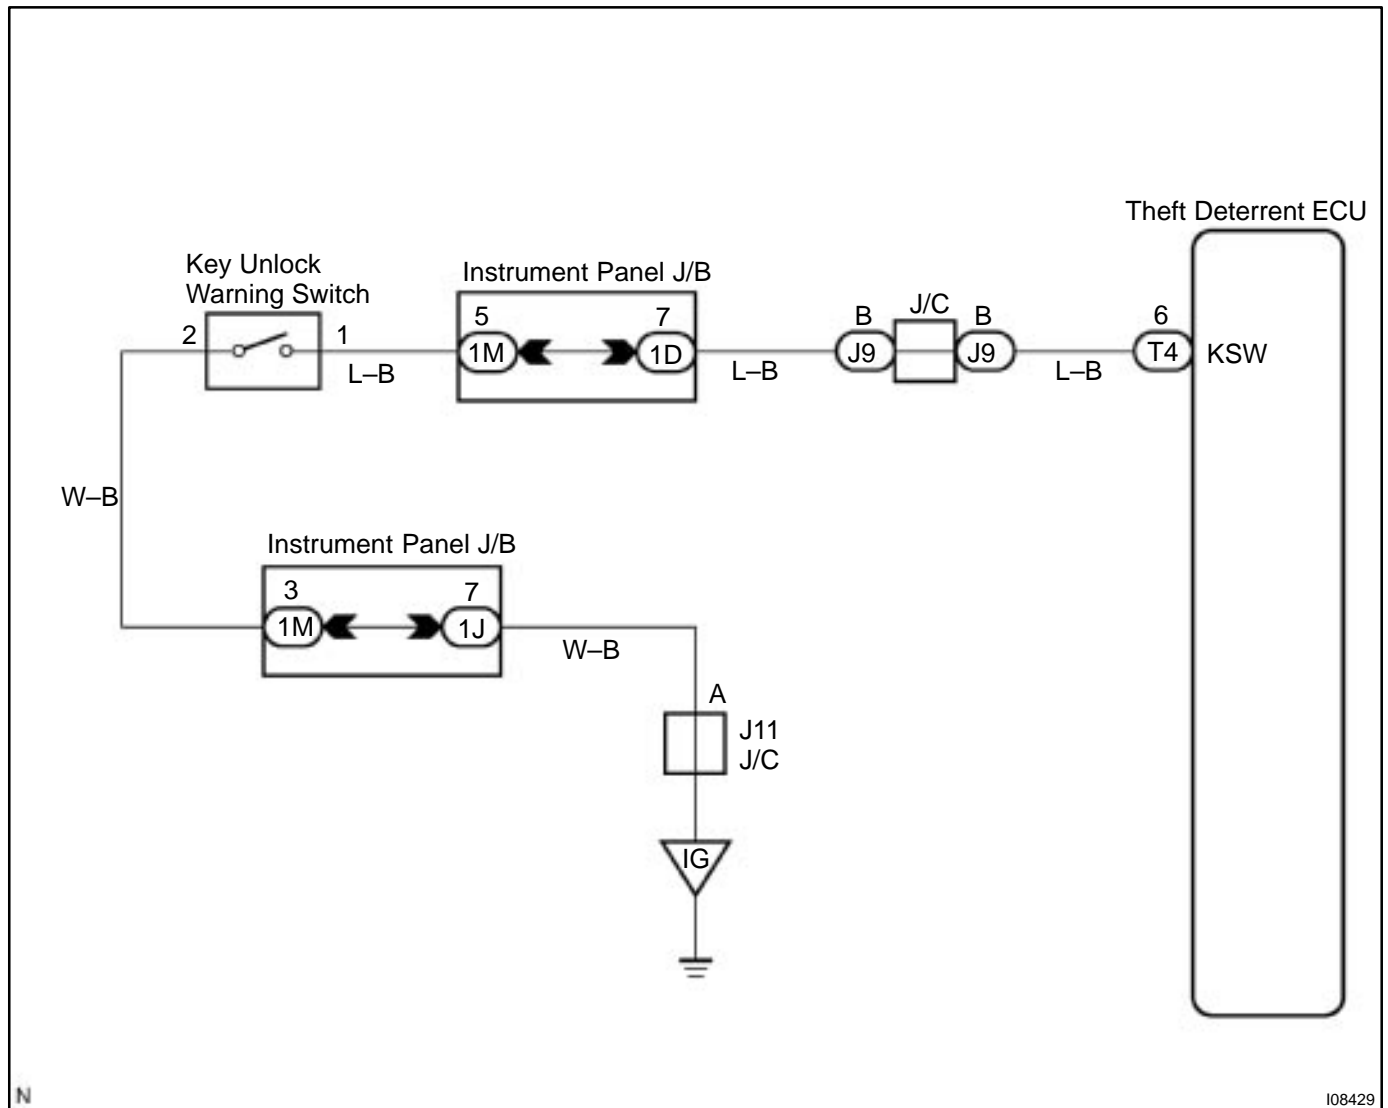 Theft Deterrent ECU
Key Unlock
Warning Switch
Instrument Panel J/B
2
1
5
7
J/C
B
B
6
1M
1D
J9
J9
T4
KSW
L–B
L–B
L–B
W–B
Instrument Panel J/B
3
7
1M
1J
W–B
A
J11
J/C
IG
N
I08429